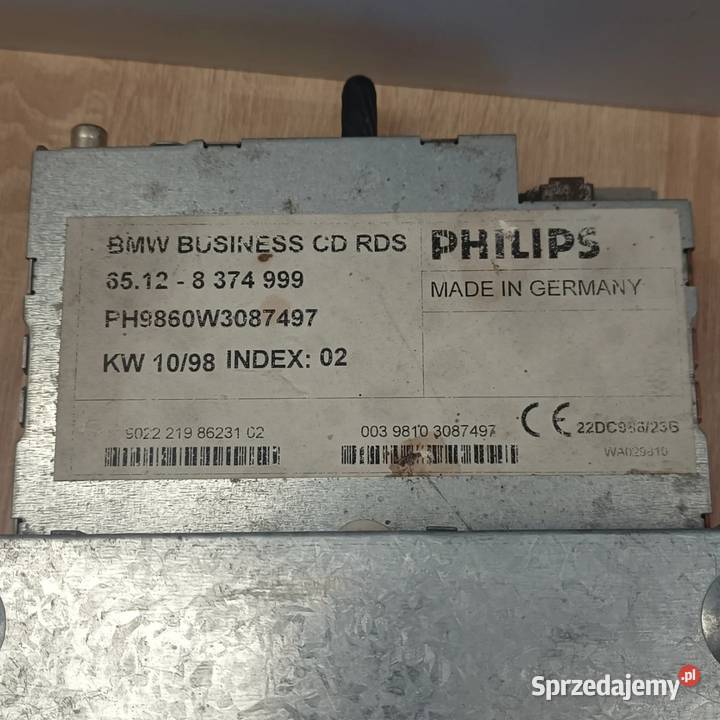 BMW BUSINESS CD RDS
PHILIPS
65.12 - 8 374 999
MADE IN GERMANY
PH9860W3087497
KW 10/98 INDEX: 02
9022 219 86231 02
003 9810 3087497
CE
Sprzedajemy.pl